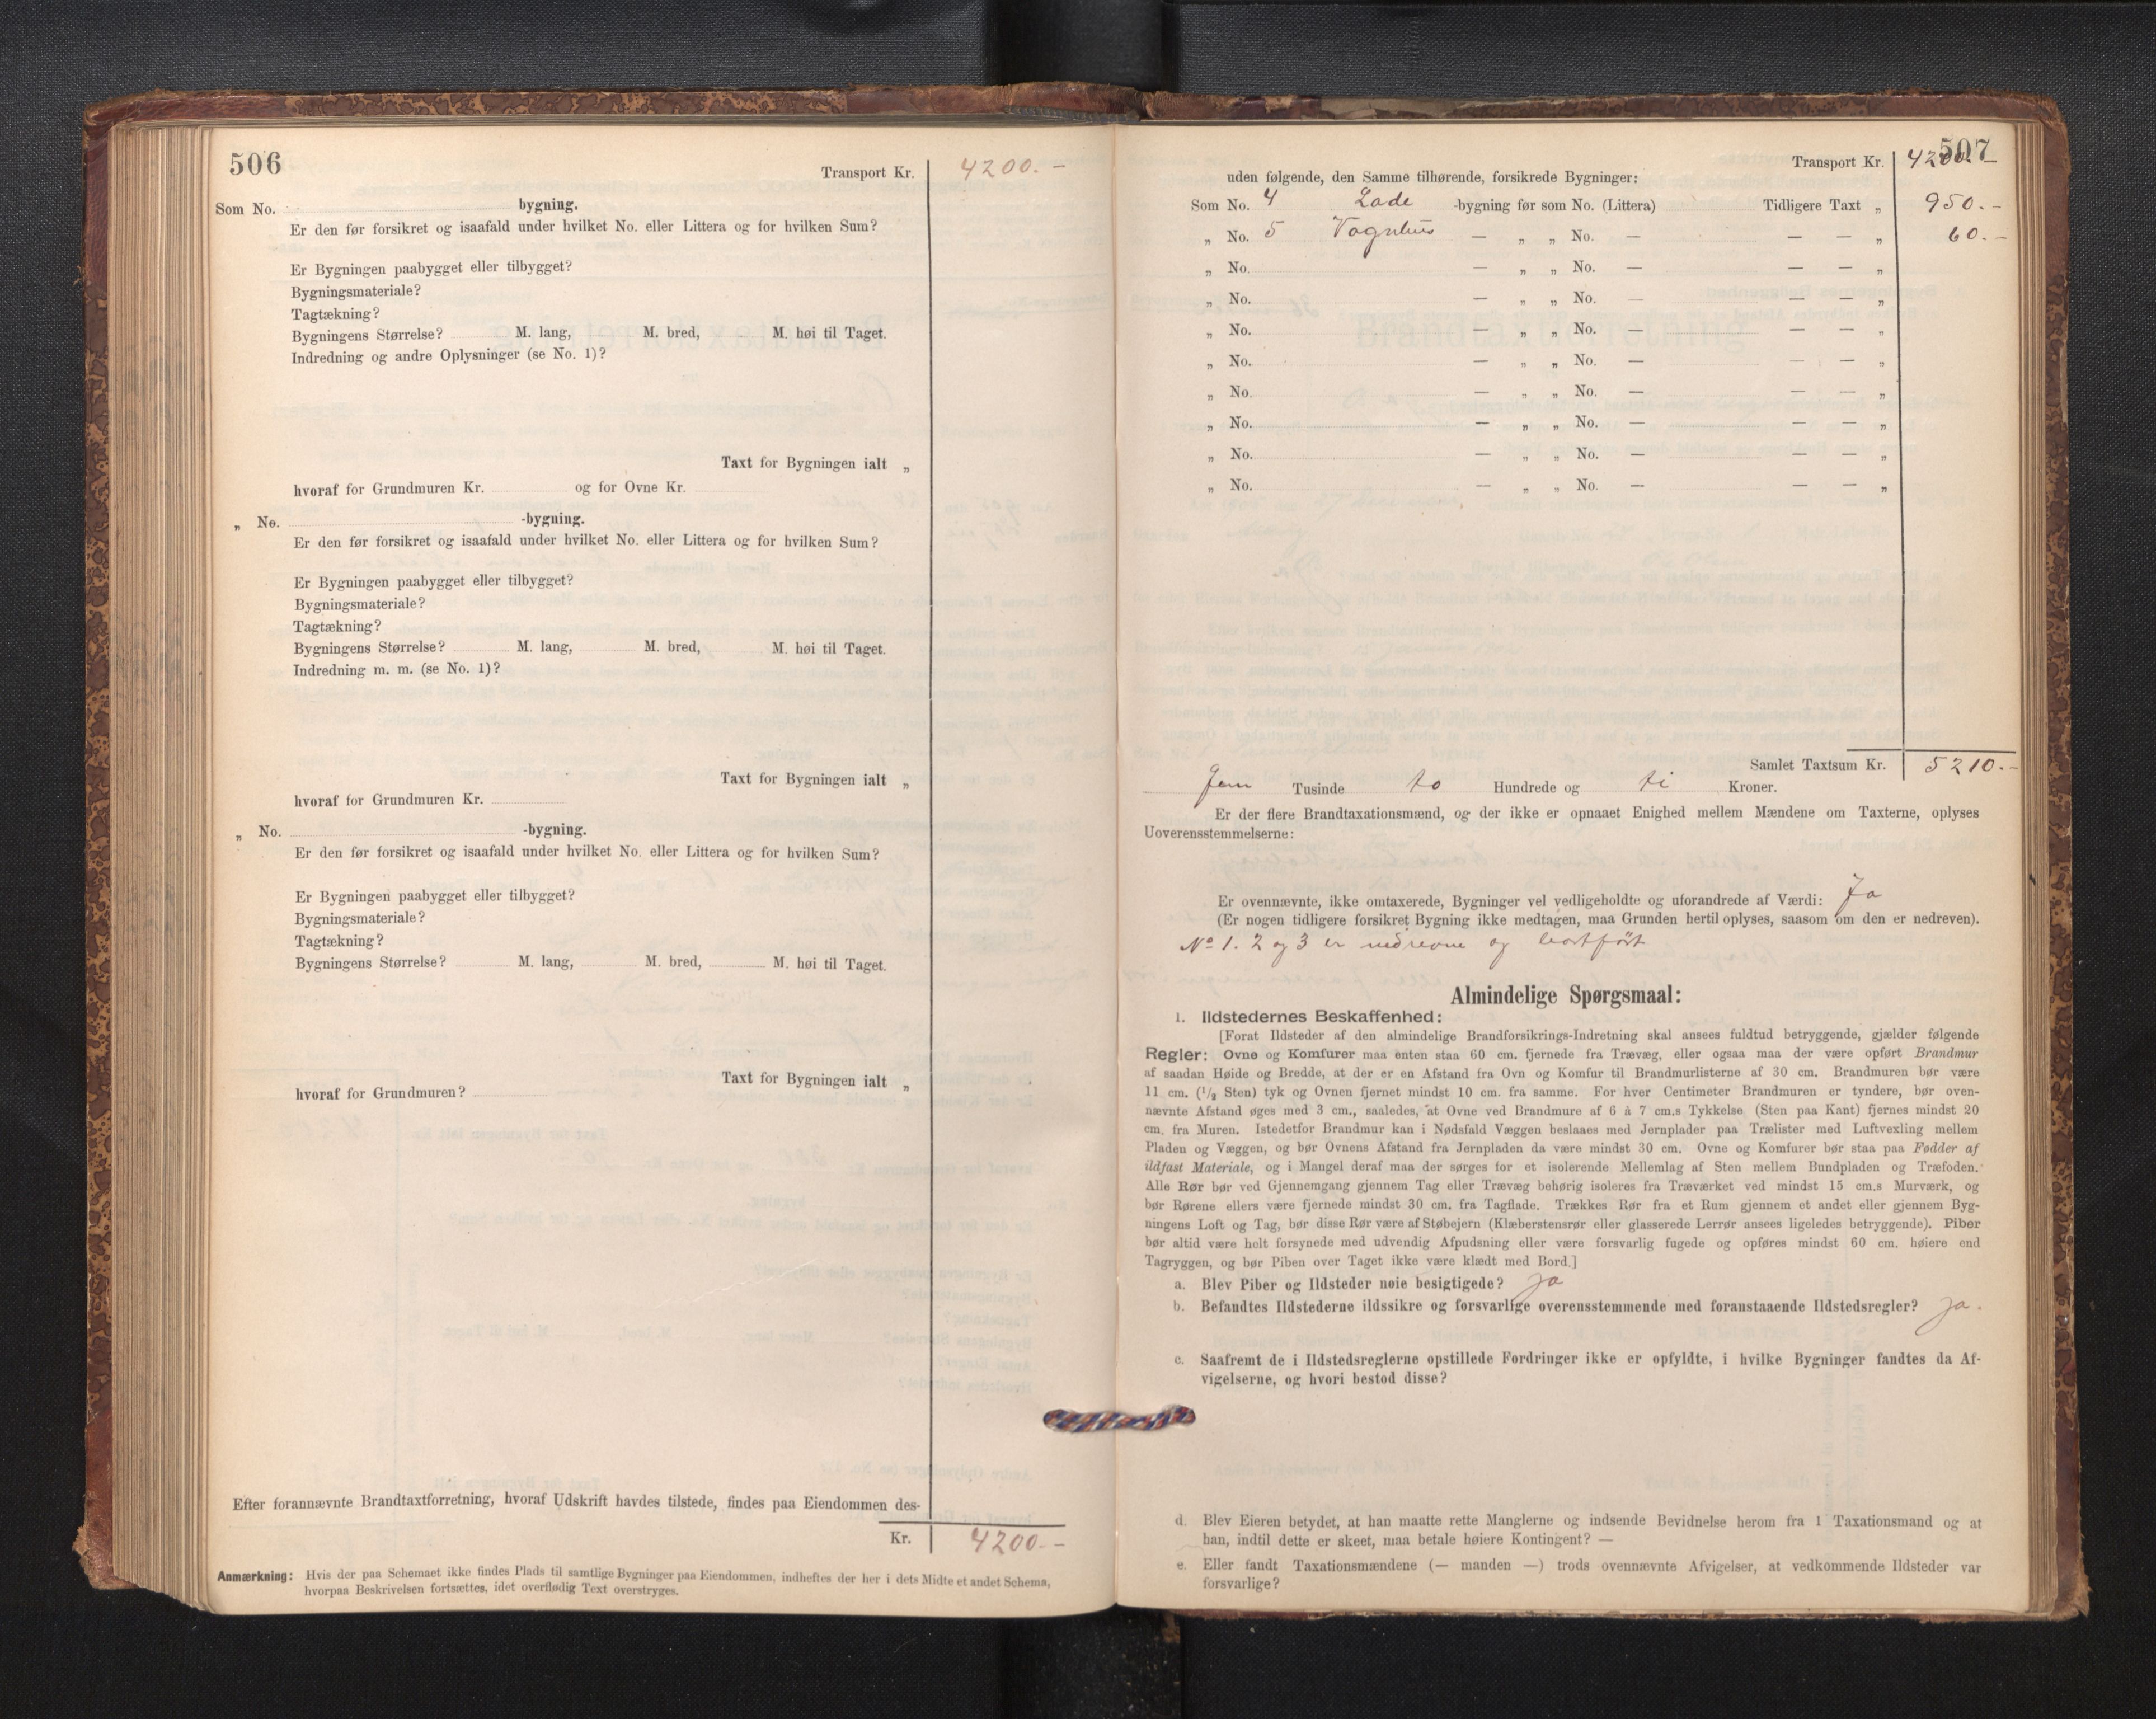 506
Transport Kr. 4200.-
Som No. bygning.
Er den før forsikret og isaafald under hvilket No. eller Littera og for hvilken Sum?
Er Bygningen paabygget eller tilbygget?
Bygningsmateriale?
Tagtækning?
Bygningens Størrelse? M. lang, M. bred, M. høi til Taget.
Indredning og andre Oplysninger (se No. 1)?
Taxt for Bygningen ialt „
hvoraf for Grundmuren Kr. og for Ovne Kr.
„ No. -bygning.
Er den før forsikret og isaafald under hvilket No. eller Littera og for hvilken Sum?
Er Bygningen paabygget eller tilbygget?
Bygningsmateriale?
Tagtækning?
Bygningens Størrelse? M. lang, M. bred, M. høi til Taget.
Indredning m. m. (se No. 1)?
Taxt for Bygningen ialt „
hvoraf for Grundmuren Kr.
„ No. -bygning.
Er den før forsikret og isaafald under hvilket No. eller Littera og for hvilken Sum?
Er Bygningen paabygget eller tilbygget?
Bygningsmateriale?
Tagtækning?
Bygningens Størrelse? M. lang, M. bred, M. høi til Taget.
Taxt for Bygningen ialt „
hvoraf for Grundmuren?
Efter forannævnte Brandtaxtforretning, hvoraf Udskrift havdes tilstede, findes paa Eiendommen des-
Kr. 4200.-
Anmærkning: Hvis der paa Schemaet ikke findes Plads til samtlige Bygninger paa Eiendommen, indheftes der her i dets Midte et andet Schema,
hvorpaa Beskrivelsen fortsættes, idet overflødig Text overstryges.
507
Transport Kr. 4200.-
uden følgende, den Samme tilhørende, forsikrede Bygninger:
Som No. 4 Lade -bygning før som No. (Littera) Tidligere Taxt „ 950.-
„ No. 5 Vognhus — „ „ No. — — — „ 60.-
„ No. — „ „ No. — — — „
„ No. — „ „ No. — — — „
„ No. — „ „ No. — — — „
„ No. — „ „ No. — — — „
„ No. — „ „ No. — — — „
„ No. — „ „ No. — — — „
„ No. — „ „ No. — — — „
„ No. — „ „ No. — — — „
Samlet Taxtsum Kr. 5210.-
Fem Tusinde to Hundrede og ti Kroner.
Er der flere Brandtaxationsmænd, og der ikke er opnaaet Enighed mellem Mændene om Taxterne, oplyses
Uoverensstemmelserne:
Er ovennævnte, ikke omtaxerede, Bygninger vel vedligeholdte og uforandrede af Værdi: Ja
(Er nogen tidligere forsikret Bygning ikke medtagen, maa Grunden hertil oplyses, saasom om den er nedreven).
No 1. 2 og 3 er nedrevne og bortført
Almindelige Spørgsmaal:
1. Ildstedernes Beskaffenhed:
[Forat Ildsteder af den almindelige Brandforsikrings-Indretning skal ansees fuldtud betryggende, gjælder følgende
Regler: Ovne og Komfurer maa enten staa 60 cm. fjernede fra Trævæg, eller ogsaa maa der være opført Brandmur
af saadan Høide og Bredde, at der er en Afstand fra Ovn og Komfur til Brandmurlisterne af 30 cm. Brandmuren bør være
11 cm. (1/2 Sten) tyk og Ovnen fjernet mindst 10 cm. fra samme. For hver Centimeter Brandmuren er tyndere, bør oven-
nævnte Afstand øges med 3 cm., saaledes, at Ovne ved Brandmure af 6 à 7 cm.s Tykkelse (Sten paa Kant) fjernes mindst 20
cm. fra Muren. Istedetfor Brandmur kan i Nødsfald Væggen beslaaes med Jernplader paa Trælister med Luftvexling mellem
Pladen og Væggen, og bør Ovnens Afstand fra Jernpladen da være mindst 30 cm. Ovne og Komfurer bør staa paa Fødder af
ildfast Materiale, og i Mangel deraf maa der sørges for et isolerende Mellemlag af Sten mellem Bundpladen og Træfoden.
Alle Rør bør ved Gjennemgang gjennem Tag eller Trævæg behørig isoleres fra Træværket ved mindst 15 cm.s Murværk, og
bør Rørene ellers være fjernede mindst 30 cm. fra Tagflade. Trækkes Rør fra et Rum gjennem et andet eller gjennem Byg-
ningens Loft og Tag, bør disse Rør være af Støbejern (Klæberstensrør eller glasserede Lerrør ansees ligeledes betryggende). Piber
bør altid være helt forsynede med udvendig Afpudsning eller være forsvarlig fugede og opføres mindst 60 cm. høiere end
Tagryggen, og bør Piben over Taget ikke være klædt med Bord.]
a. Blev Piber og Ildsteder nøie besigtigede? ja
b. Befandtes Ildstederne ildssikre og forsvarlige overensstemmende med foranstaaende Ildstedsregler? ja.
c. Saafremt de i Ildstedsreglerne opstillede Fordringer ikke er opfyldte, i hvilke Bygninger fandtes da Af-
vigelserne, og hvori bestod disse?
d. Blev Eieren betydet, at han maatte rette Manglerne og indsende Bevidnelse herom fra 1 Taxationsmand og at
han, indtil dette er skeet, maa betale høiere Kontingent? —
e. Eller fandt Taxationsmændene (— manden —) trods ovennævnte Afvigelser, at vedkommende Ildsteder var
forsvarlige?